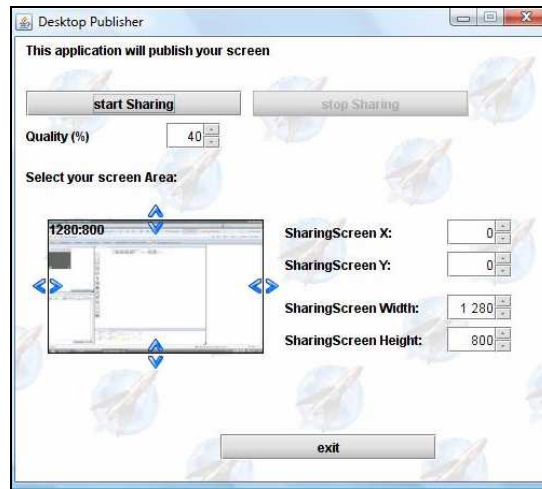 Desktop Publisher
This application will publish your screen
start Sharing
stop Sharing
Quality (%)
40
Select your screen Area:
1280:800
SharingScreen X:
0
SharingScreen Y:
0
SharingScreen Width:
1 280
SharingScreen Height:
800
exit